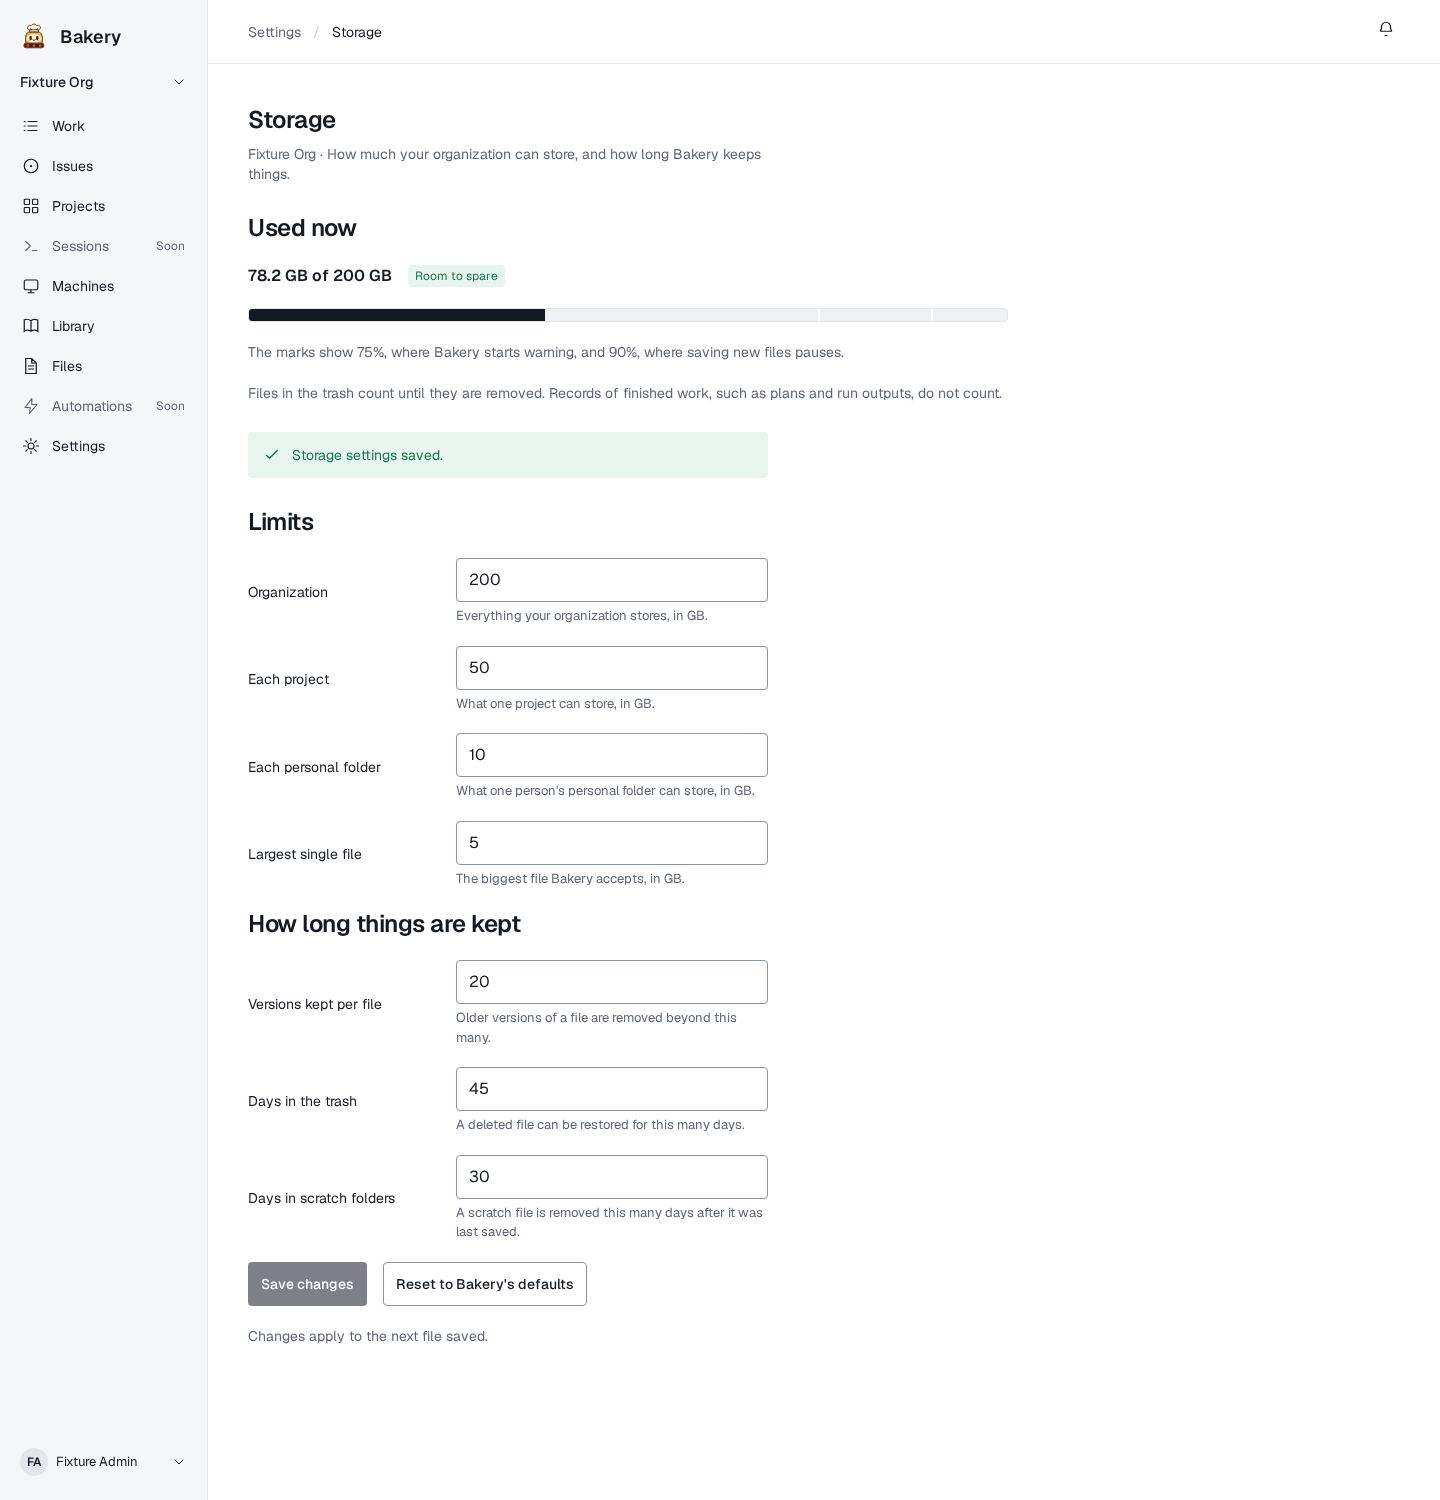 Bakery
Fixture Org
Work
Issues
Projects
Sessions Soon
Machines
Library
Files
Automations Soon
Settings
FA Fixture Admin
Settings / Storage
Storage
Fixture Org · How much your organization can store, and how long Bakery keeps
things.
Used now
78.2 GB of 200 GB Room to spare
The marks show 75%, where Bakery starts warning, and 90%, where saving new files pauses.
Files in the trash count until they are removed. Records of finished work, such as plans and run outputs, do not count.
Storage settings saved.
Limits
Organization
200
Everything your organization stores, in GB.
Each project
50
What one project can store, in GB.
Each personal folder
10
What one person's personal folder can store, in GB.
Largest single file
5
The biggest file Bakery accepts, in GB.
How long things are kept
Versions kept per file
20
Older versions of a file are removed beyond this
many.
Days in the trash
45
A deleted file can be restored for this many days.
Days in scratch folders
30
A scratch file is removed this many days after it was
last saved.
Save changes Reset to Bakery's defaults
Changes apply to the next file saved.